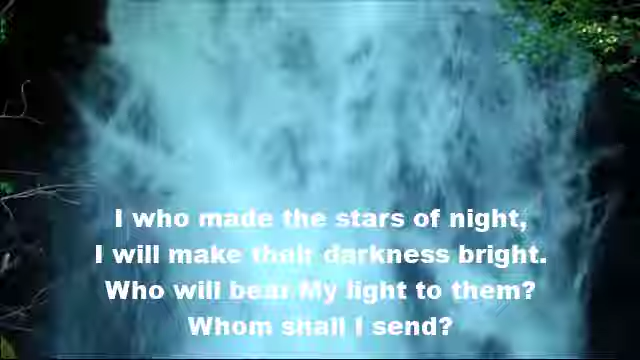 I who made the stars of night,
I will make their darkness bright.
Who will bear My light to them?
Whom shall I send?